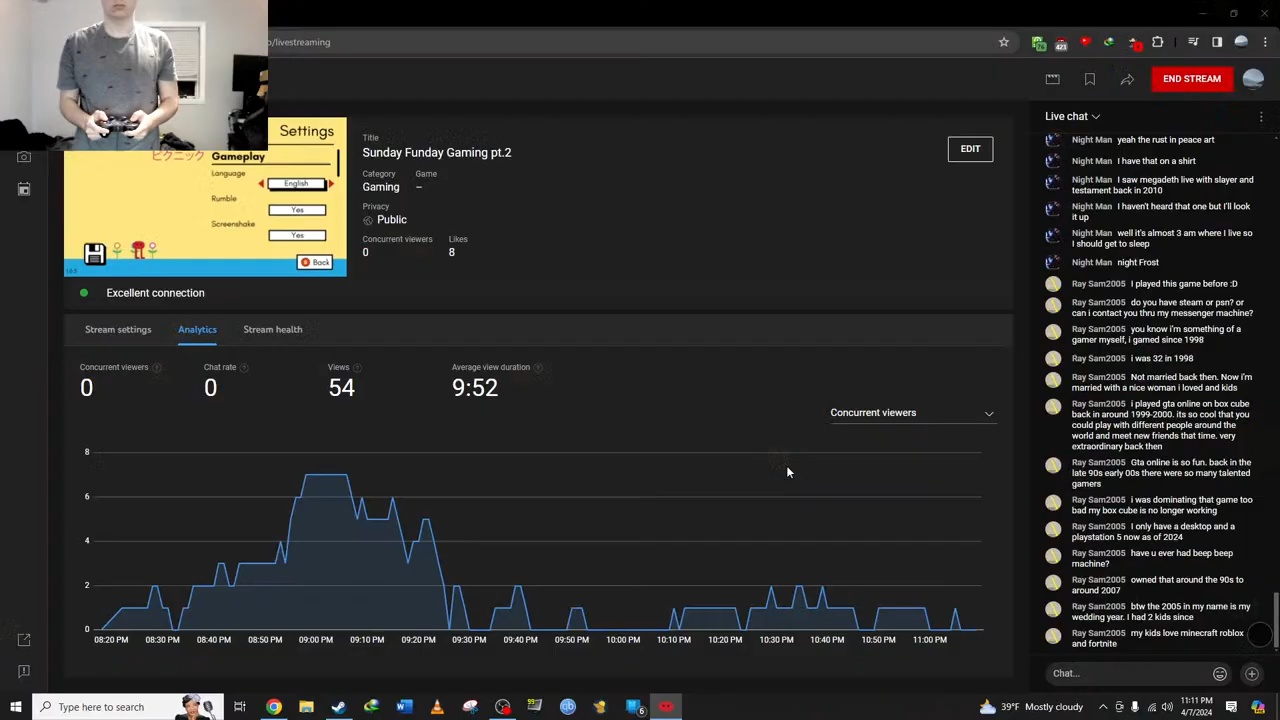 o/livestreaming
END STREAM
Live chat
Settings
ピクニック
Gameplay
Language
English
Rumble
Yes
Screenshake
Yes
Back
1.0.5
Title
Sunday Funday Gaming pt.2
EDIT
Category
Game
Gaming
–
Privacy
Public
Concurrent viewers
Likes
0
8
Excellent connection
Stream settings
Analytics
Stream health
Concurrent viewers
Chat rate
Views
Average view duration
0
0
54
9:52
Concurrent viewers
8
6
4
2
0
08:20 PM 08:30 PM 08:40 PM 08:50 PM 09:00 PM 09:10 PM 09:20 PM 09:30 PM 09:40 PM 09:50 PM 10:00 PM 10:10 PM 10:20 PM 10:30 PM 10:40 PM 10:50 PM 11:00 PM
Night Man yeah the rust in peace art
Night Man I have that on a shirt
Night Man I saw megadeth live with slayer and
testament back in 2010
Night Man I haven't heard that one but I'll look
it up
Night Man well it's almost 3 am where I live so
I should get to sleep
Night Man night Frost
Ray Sam2005 I played this game before :D
Ray Sam2005 do you have steam or psn? or
can i contact you thru my messenger machine?
Ray Sam2005 you know i'm something of a
gamer myself, i gamed since 1998
Ray Sam2005 i was 32 in 1998
Ray Sam2005 Not married back then. Now i'm
married with a nice woman i loved and kids
Ray Sam2005 i played gta online on box cube
back in around 1999-2000. its so cool that you
could play with different people around the
world and meet new friends that time. very
extraordinary back then
Ray Sam2005 Gta online is so fun. back in the
late 90s early 00s there were so many talented
gamers
Ray Sam2005 i was dominating that game too
bad my box cube is no longer working
Ray Sam2005 I only have a desktop and a
playstation 5 now as of 2024
Ray Sam2005 have u ever had beep beep
machine?
Ray Sam2005 owned that around the 90s to
around 2007
Ray Sam2005 btw the 2005 in my name is my
wedding year. I had 2 kids since
Ray Sam2005 my kids love minecraft roblox
and fortnite
Chat...
Type here to search
39°F Mostly cloudy
11:11 PM
4/7/2024